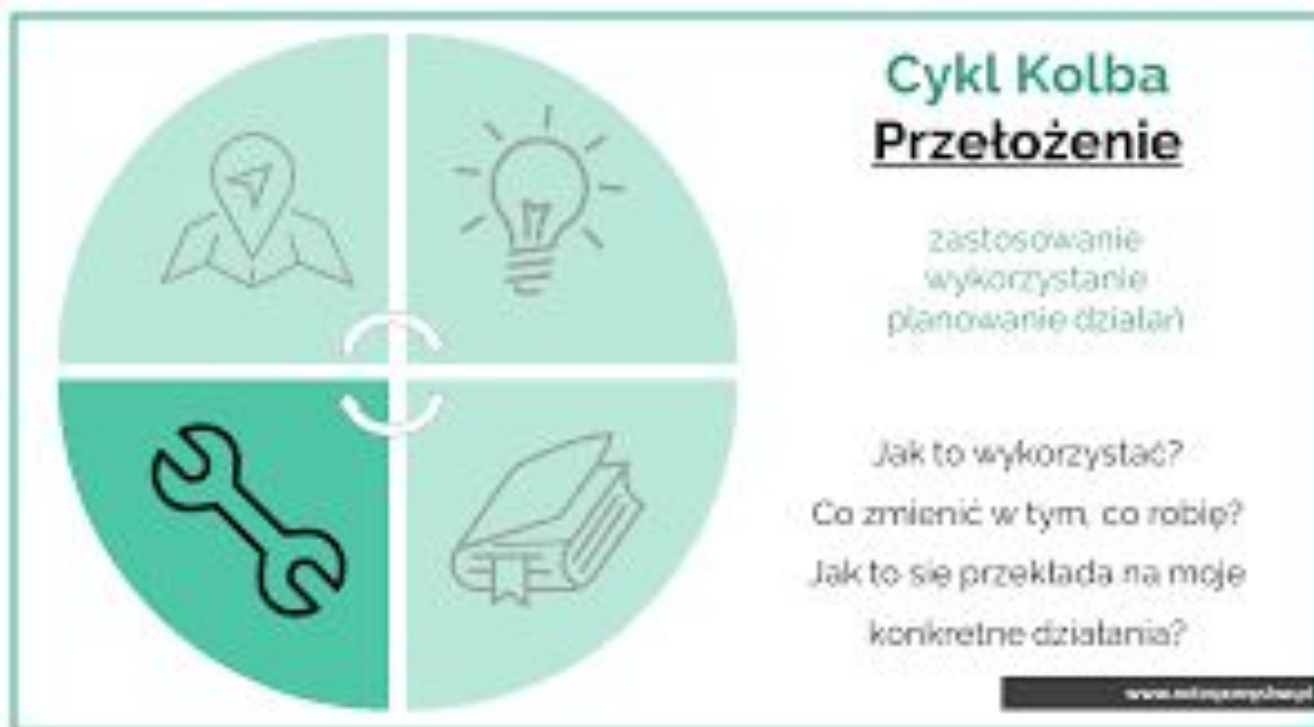 Cykl Kolba
Przełożenie
zastosowanie
wykorzystanie
planowanie działań
Jak to wykorzystać?
Co zmienić w tym, co robię?
Jak to się przekłada na moje
konkretne działania?